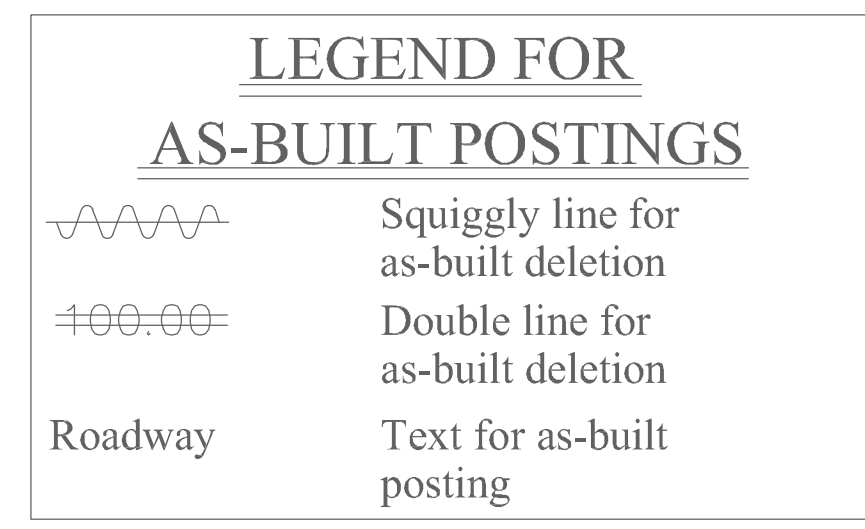 LEGEND FOR
AS-BUILT POSTINGS
Squiggly line for
as-built deletion
100.00 Double line for
as-built deletion
Roadway Text for as-built
posting